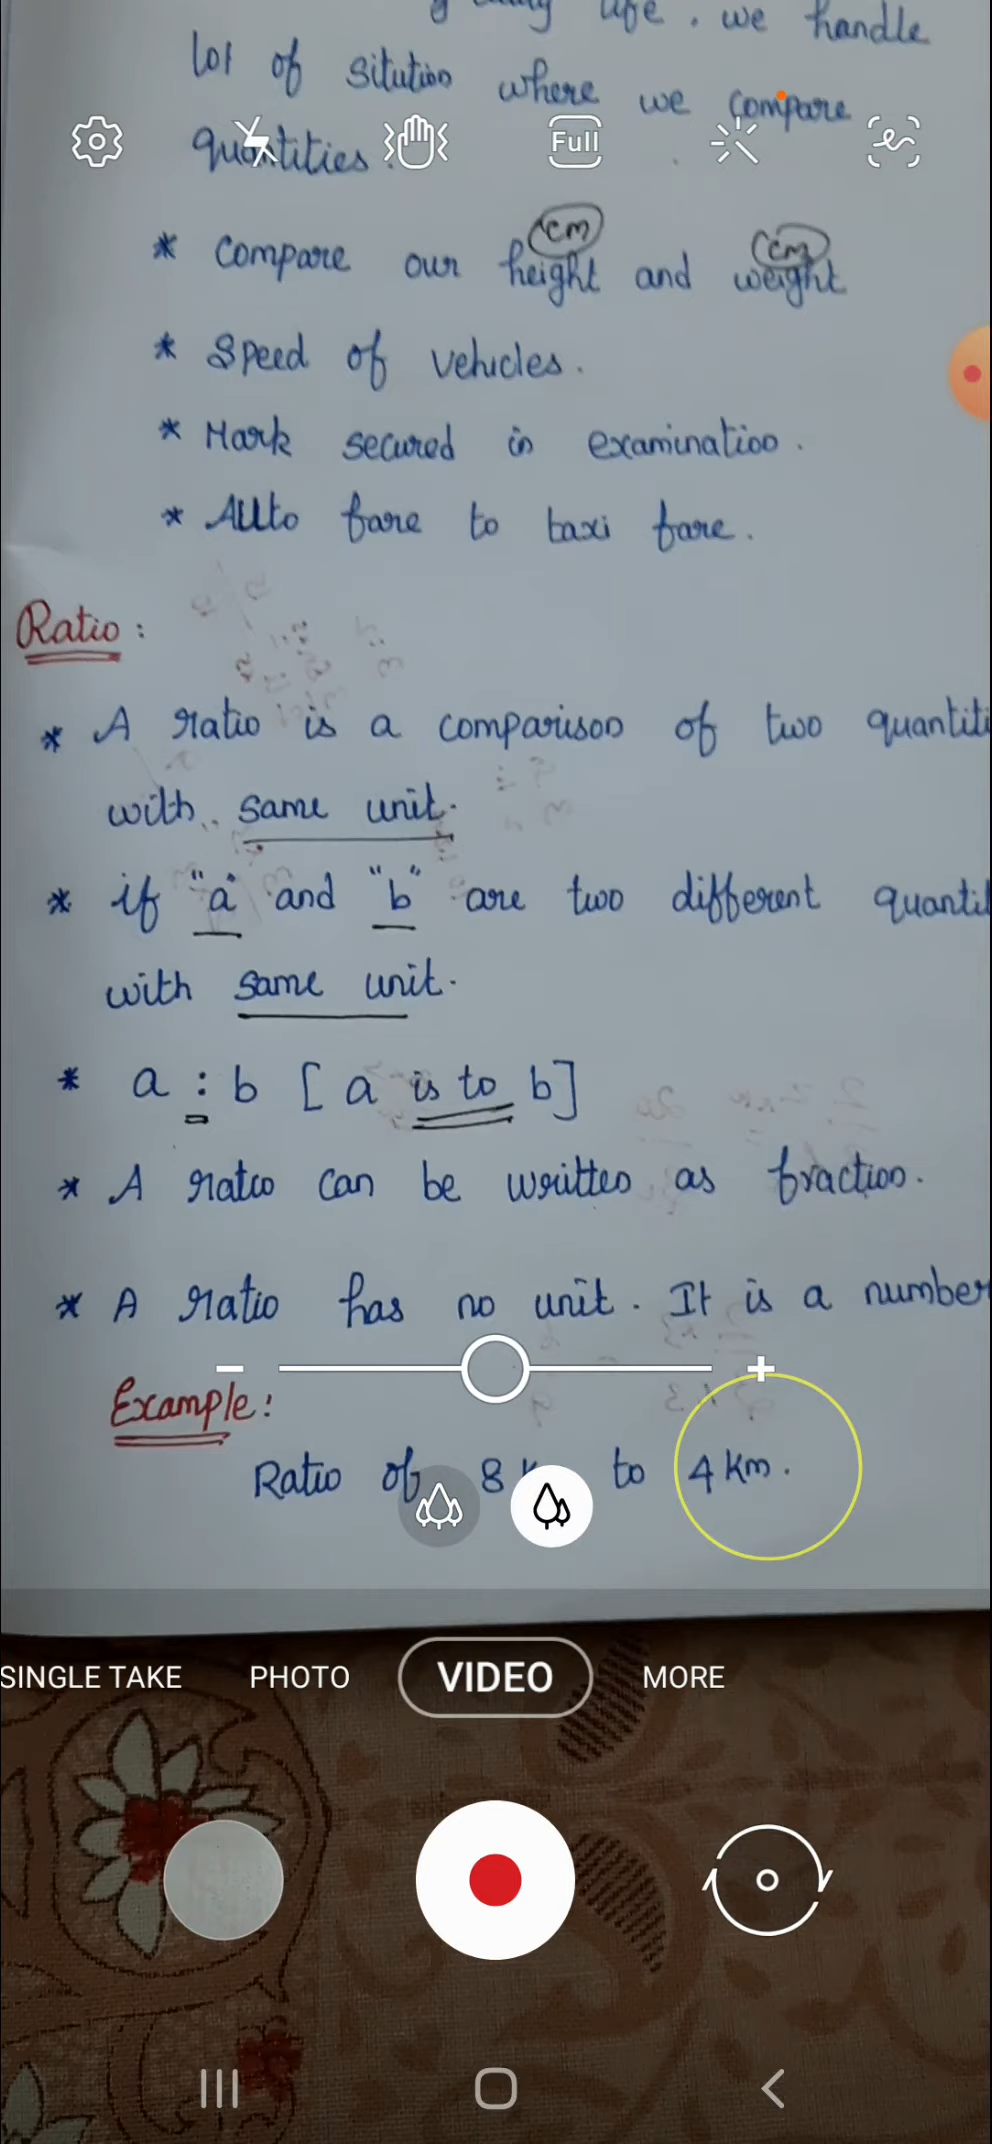 life. we handle
lot of sitution where we compare
quantities.
Full
cm cm
* Compare our height and weight
* Speed of vehicles.
* Mark secured in examination.
* Auto fare to taxi fare.
Ratio:
* A ratio is a comparison of two quantiti
with same unit.
* if "a" and "b" are two different quantit
with same unit.
* a : b [a is to b]
* A ratio can be written as fraction.
* A ratio has no unit. It is a number
Example:
Ratio of 8 K to 4 Km.
SINGLE TAKE PHOTO VIDEO MORE